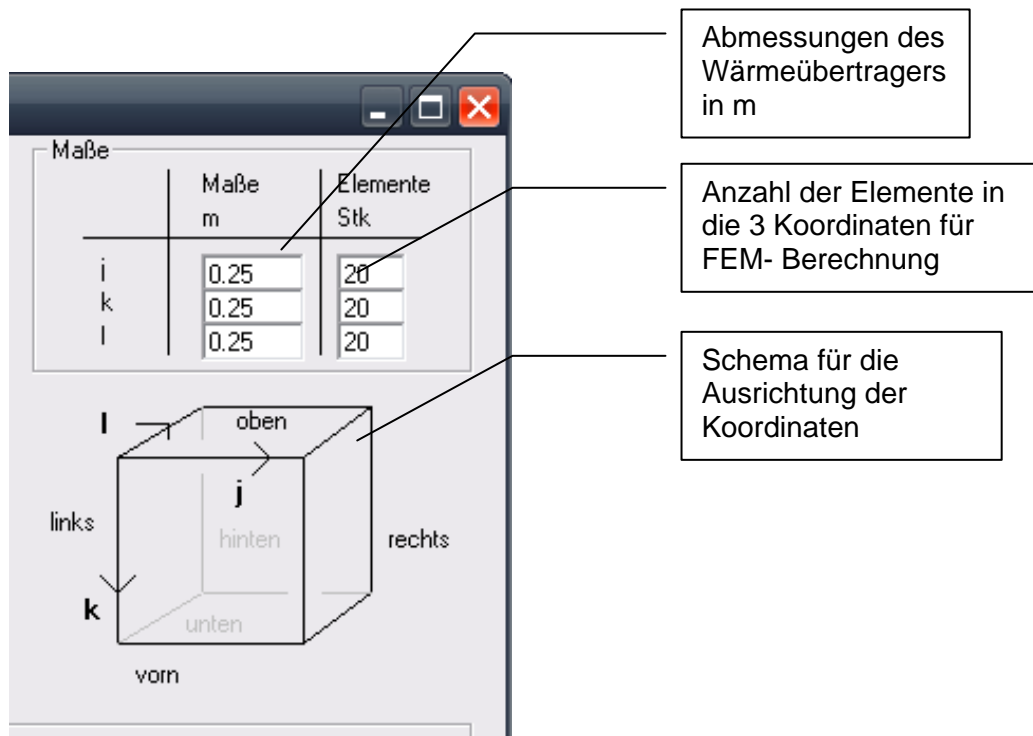 Abmessungen des
Wärmeübertragers
in m
Maße
Maße Elemente
m Stk
j 0.25 20
k 0.25 20
l 0.25 20
Anzahl der Elemente in
die 3 Koordinaten für
FEM- Berechnung
Schema für die
Ausrichtung der
Koordinaten
l oben
j
links hinten rechts
k unten
vorn